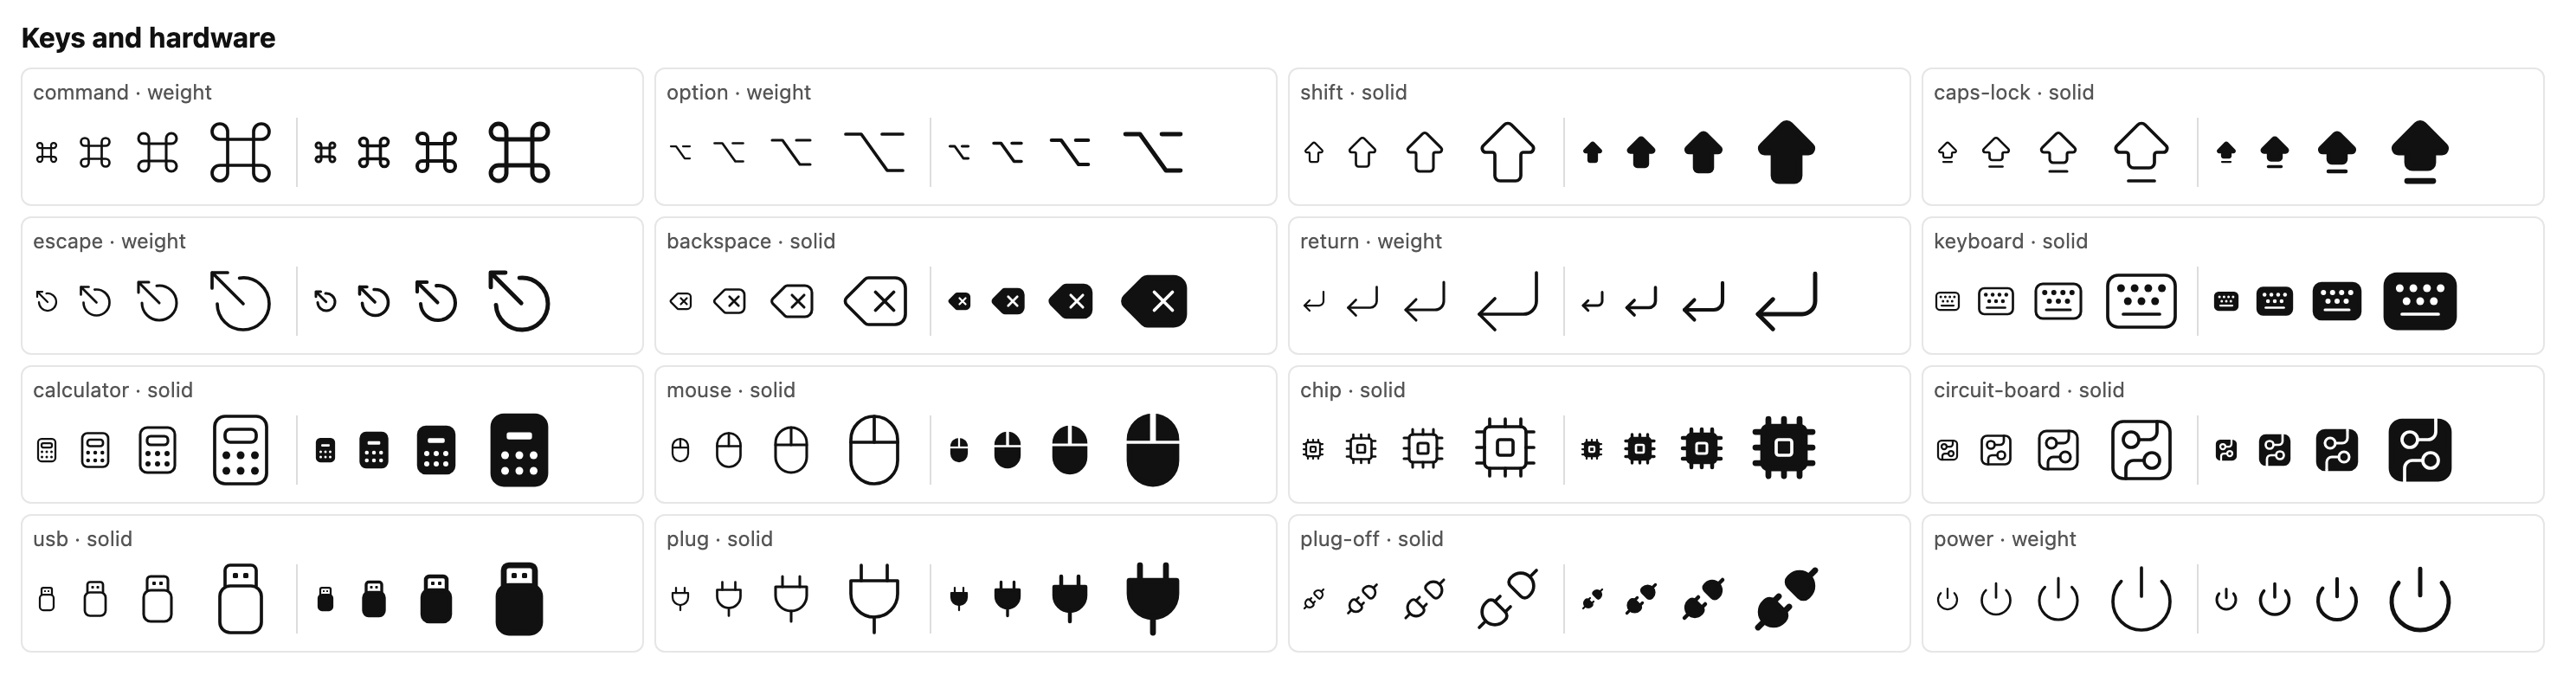 Keys and hardware
command · weight
option · weight
shift · solid
caps-lock · solid
escape · weight
backspace · solid
return · weight
keyboard · solid
calculator · solid
mouse · solid
chip · solid
circuit-board · solid
usb · solid
plug · solid
plug-off · solid
power · weight